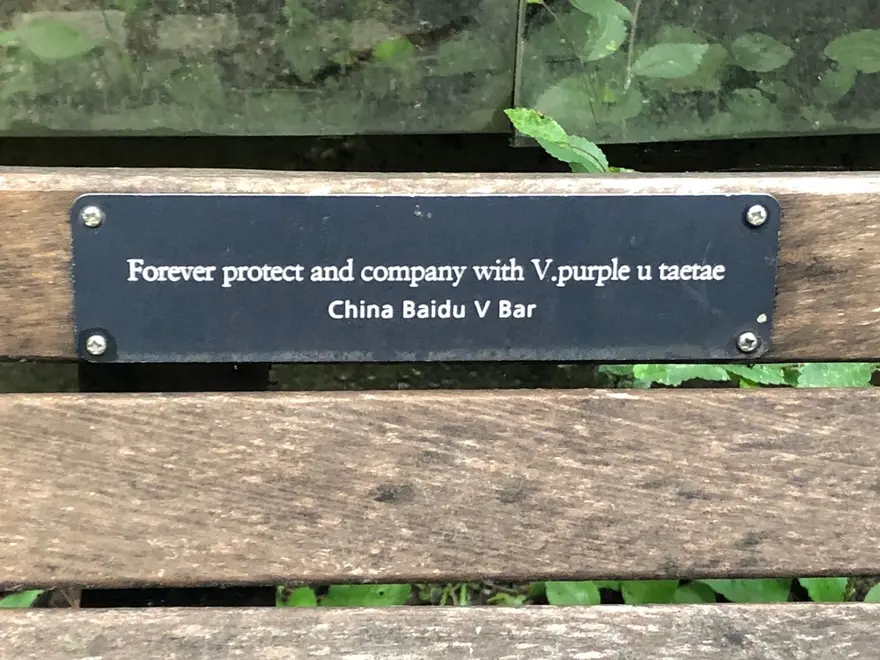 Forever protect and company with V.purple u taetae
China Baidu V Bar